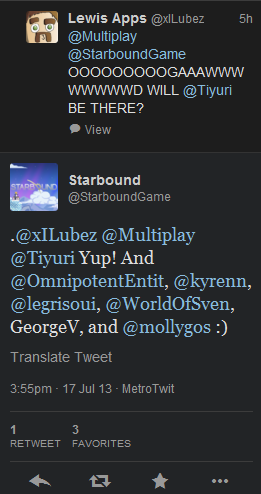 Lewis Apps @xILubez 5h
@Multiplay
@StarboundGame
OOOOOOOOOGAAAWWW
WWWWWWD WILL @Tiyuri
BE THERE?
View
STARBOUND
Starbound
@StarboundGame
.@xILubez @Multiplay
@Tiyuri Yup! And
@OmnipotentEntit, @kyrenn,
@legrisoui, @WorldOfSven,
GeorgeV, and @mollygos :)
Translate Tweet
3:55pm · 17 Jul 13 · MetroTwit
1 3
RETWEET FAVORITES